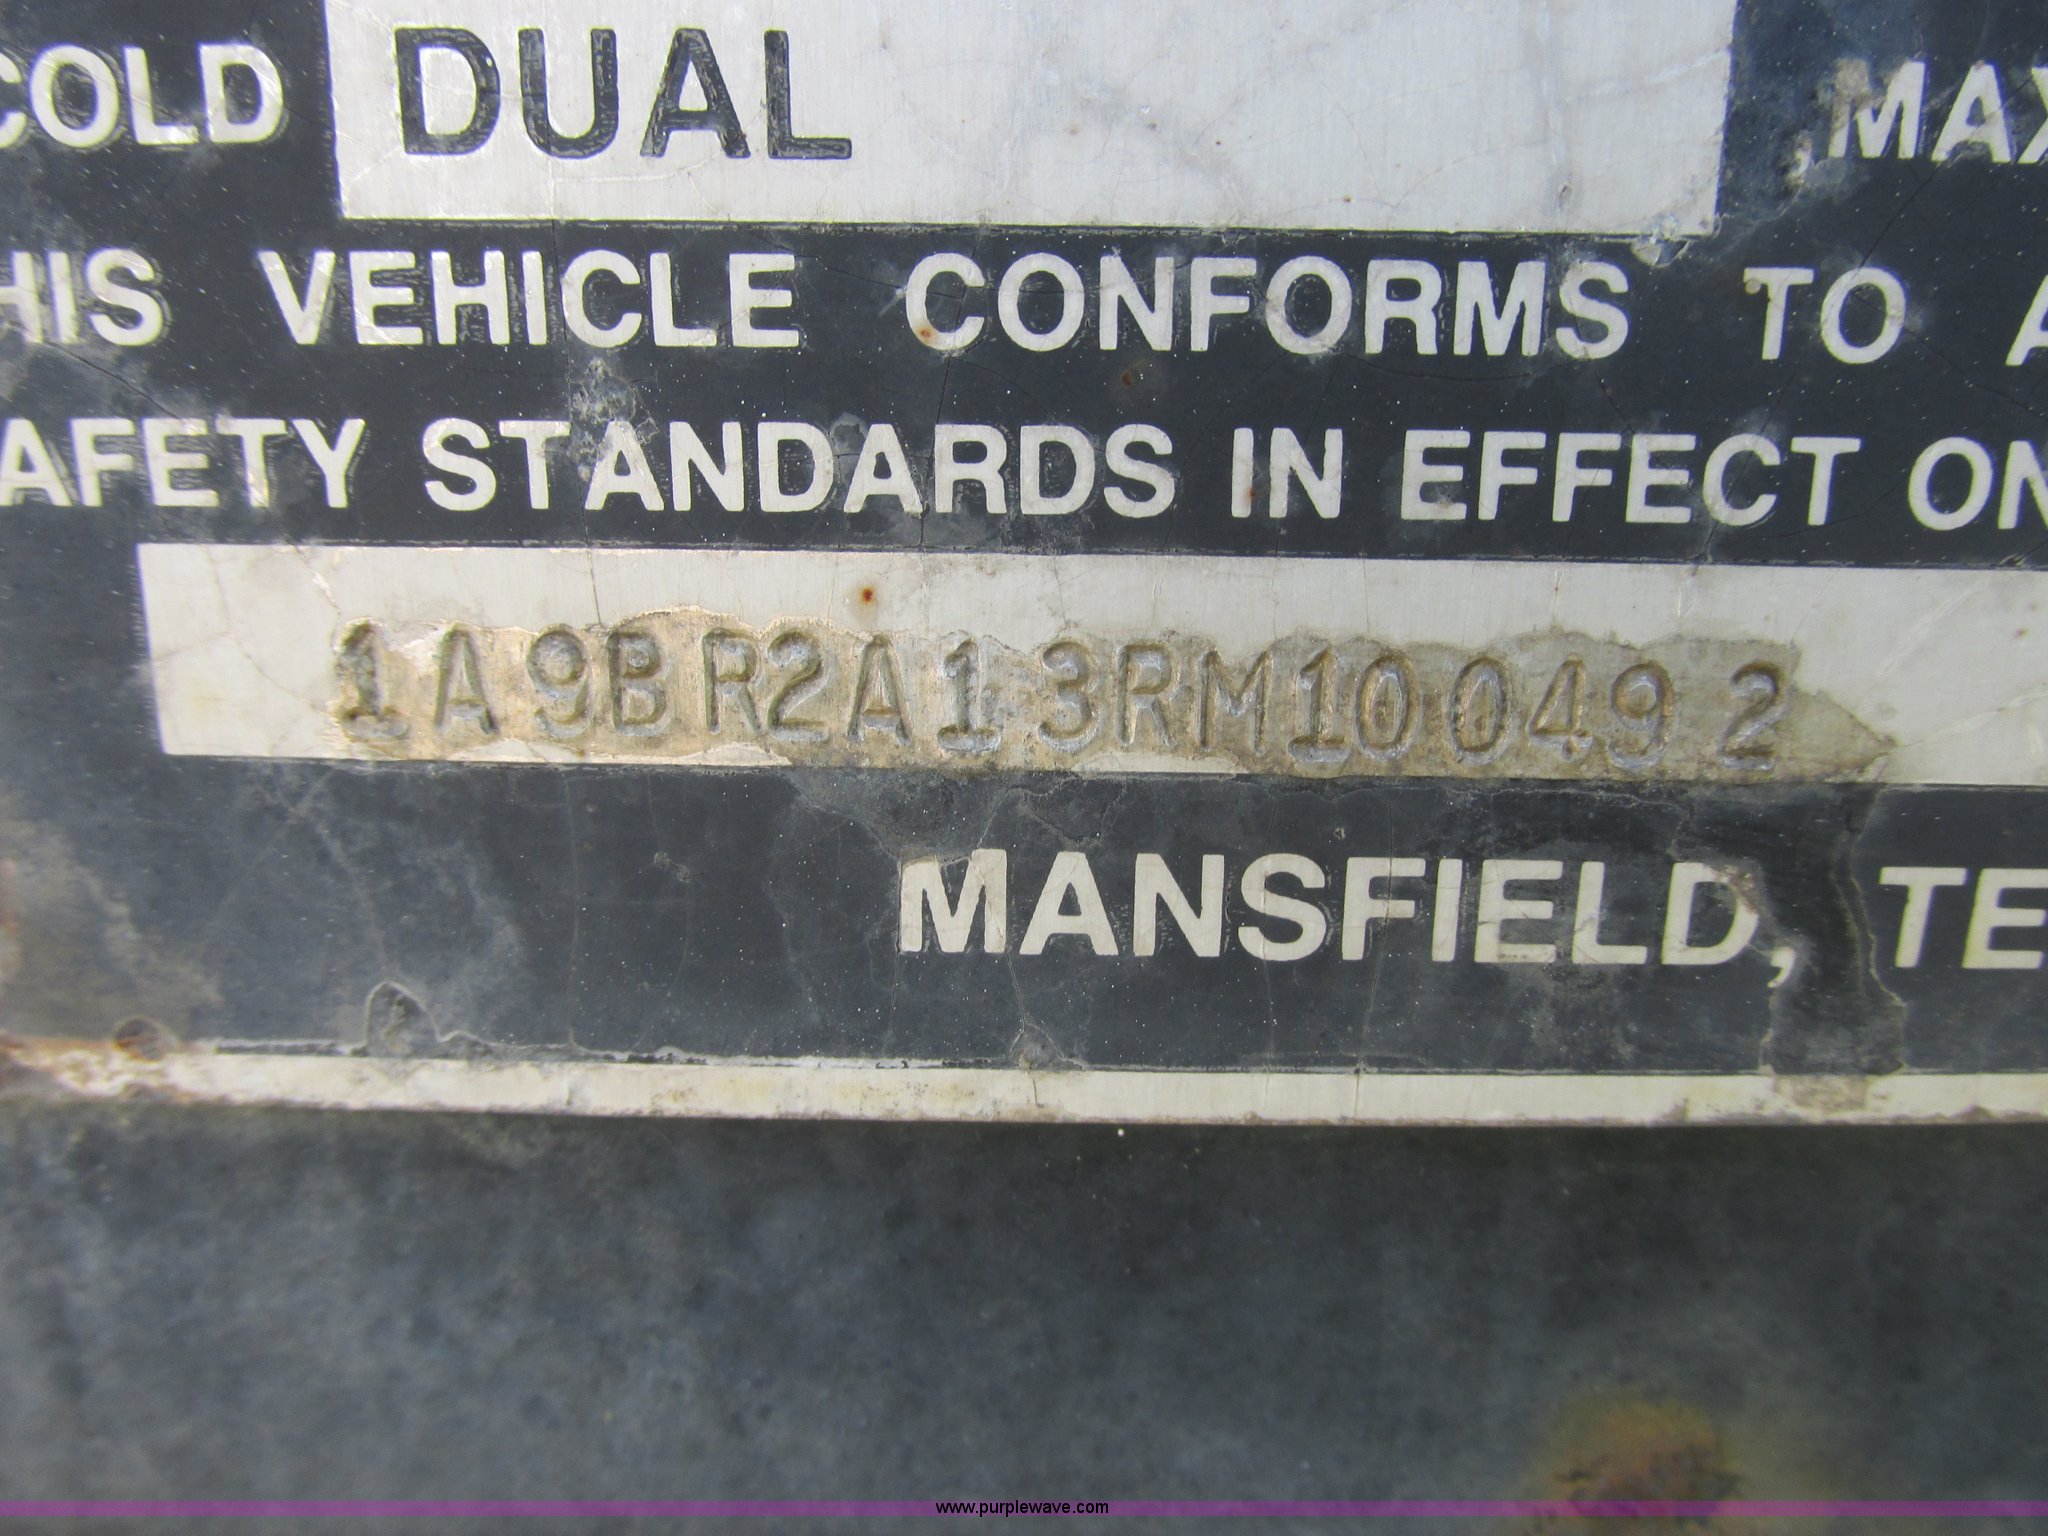 COLD DUAL ,MAX
HIS VEHICLE CONFORMS TO A
AFETY STANDARDS IN EFFECT ON
1A9BR2A13RM100492
MANSFIELD, TE
www.purplewave.com